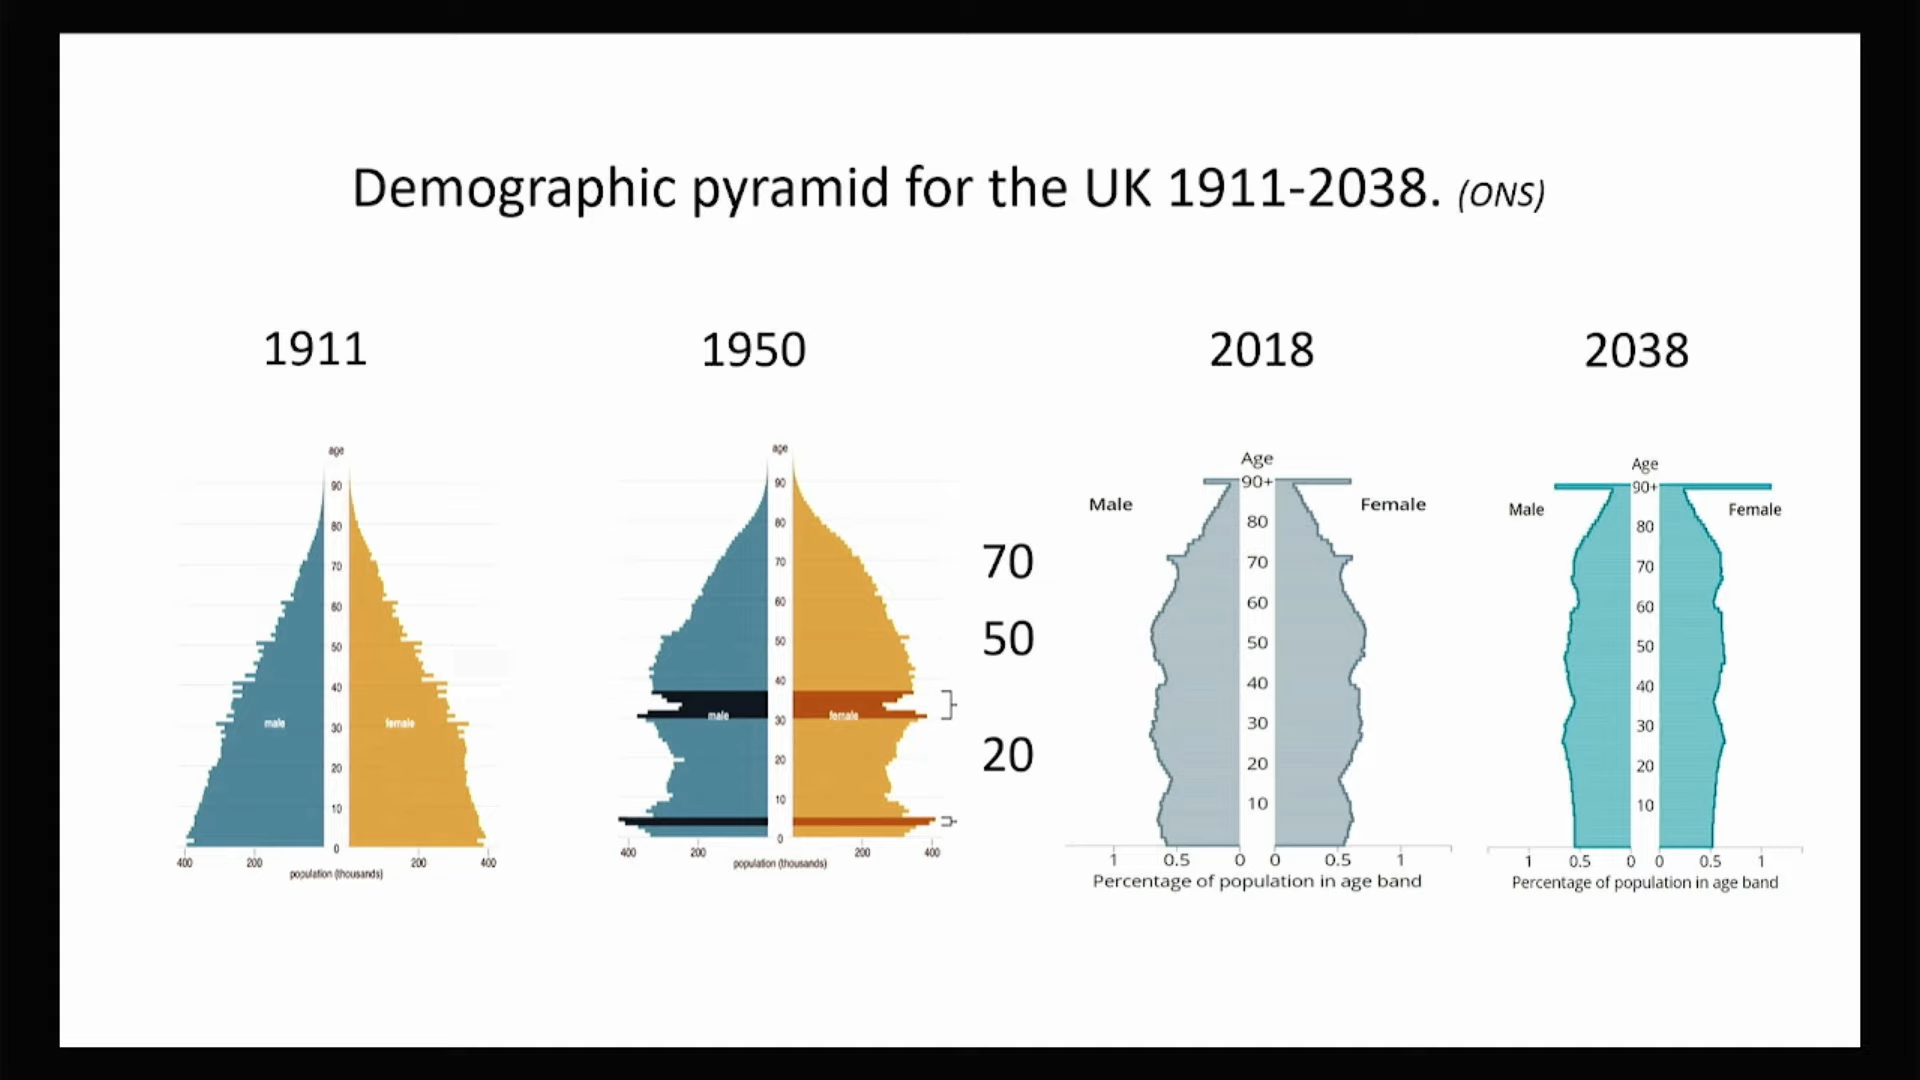 Demographic pyramid for the UK 1911-2038. (ONS)
1911
1950
2018
2038
age
90
80
70
60
50
40
30
20
10
0
male
female
400
200
200
400
population (thousands)
age
90
80
70
60
50
40
30
20
10
0
male
female
400
200
200
400
population (thousands)
70
50
20
Age
90+
Male
Female
80
70
60
50
40
30
20
10
1 0.5 0 0 0.5 1
Percentage of population in age band
Age
90+
Male
Female
80
70
60
50
40
30
20
10
1 0.5 0 0 0.5 1
Percentage of population in age band